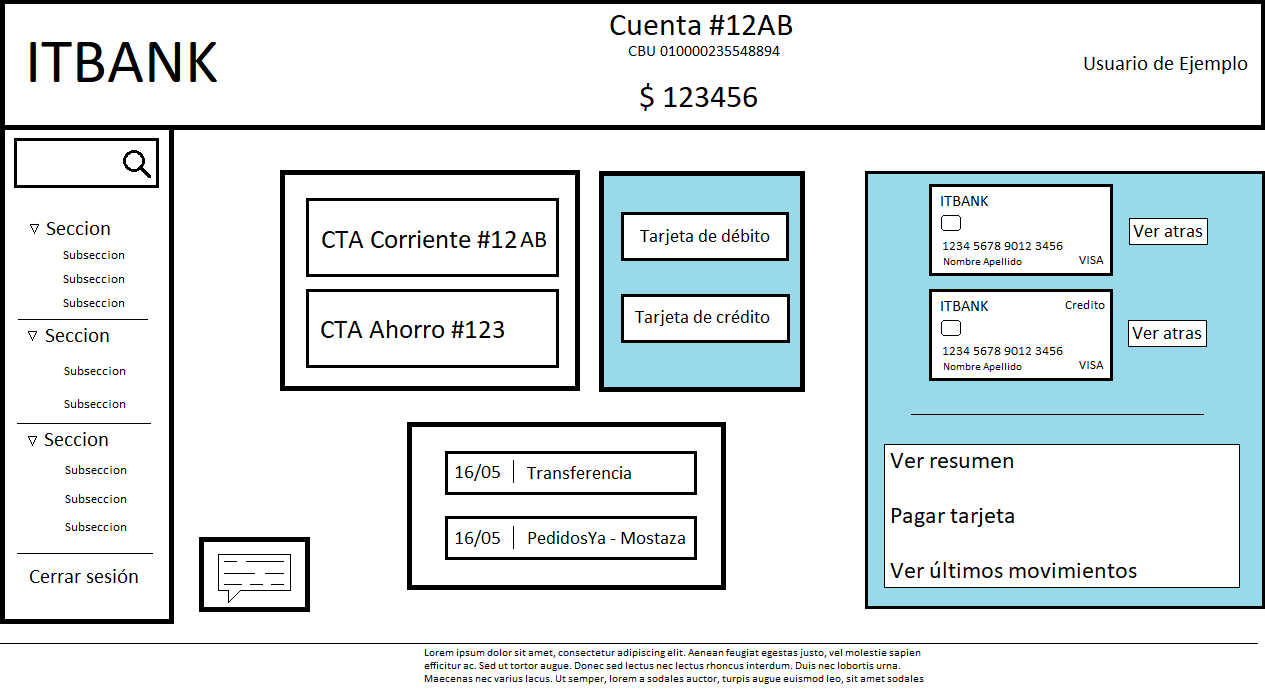 ITBANK
Cuenta #12AB
CBU 010000235548894
$ 123456
Usuario de Ejemplo
Seccion
Subseccion
Subseccion
Subseccion
Seccion
Subseccion
Subseccion
Seccion
Subseccion
Subseccion
Subseccion
Cerrar sesión
CTA Corriente #12 AB
CTA Ahorro #123
Tarjeta de débito
Tarjeta de crédito
16/05 | Transferencia
16/05 | PedidosYa - Mostaza
ITBANK
1234 5678 9012 3456
Nombre Apellido VISA
Ver atras
ITBANK Credito
1234 5678 9012 3456
Nombre Apellido VISA
Ver atras
Ver resumen
Pagar tarjeta
Ver últimos movimientos
Lorem ipsum dolor sit amet, consectetur adipiscing elit. Aenean feugiat egestas justo, vel molestie sapien
efficitur ac. Sed ut tortor augue. Donec sed lectus nec lectus rhoncus interdum. Duis nec lobortis urna.
Maecenas nec varius lacus. Ut semper, lorem a sodales auctor, turpis augue euismod leo, sit amet sodales